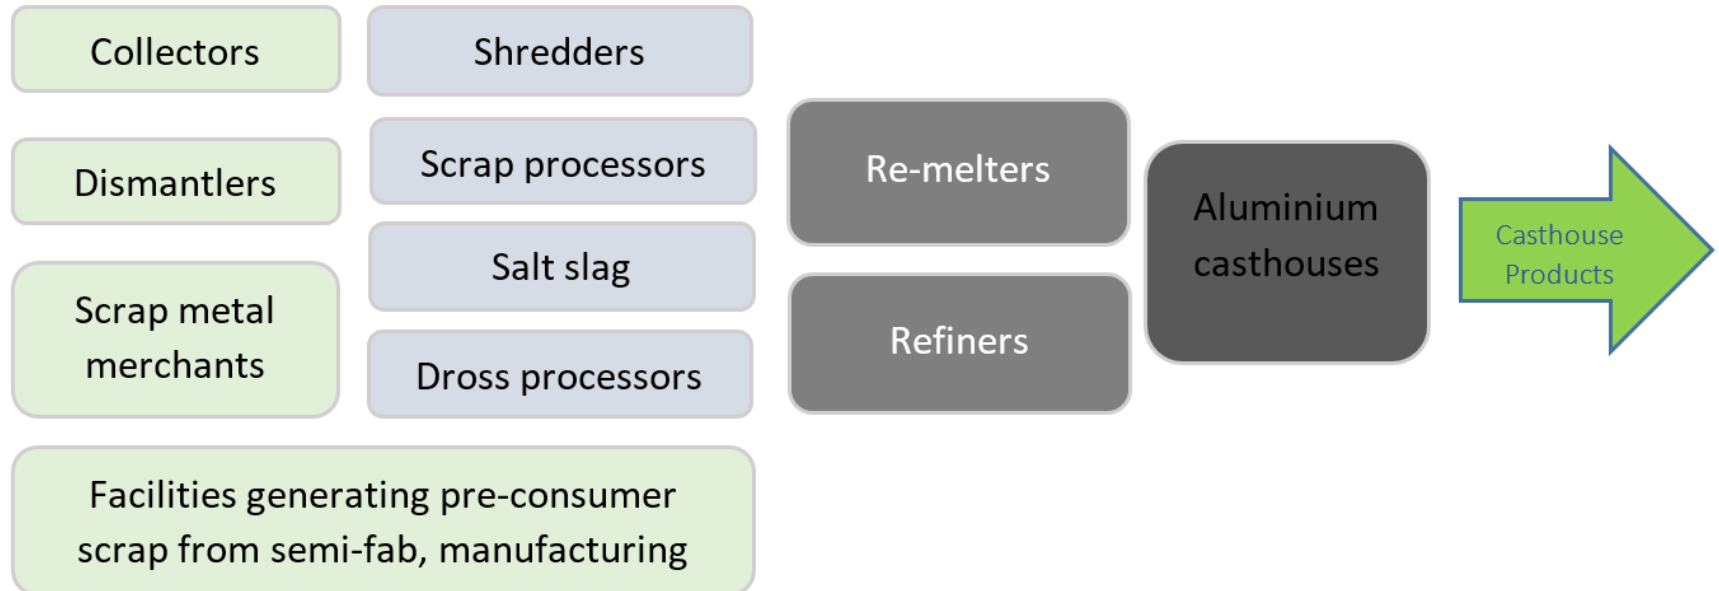 Collectors
Dismantlers
Scrap metal
merchants
Shredders
Scrap processors
Salt slag
Dross processors
Facilities generating pre-consumer
scrap from semi-fab, manufacturing
Re-melters
Refiners
Aluminium
casthouses
Casthouse
Products